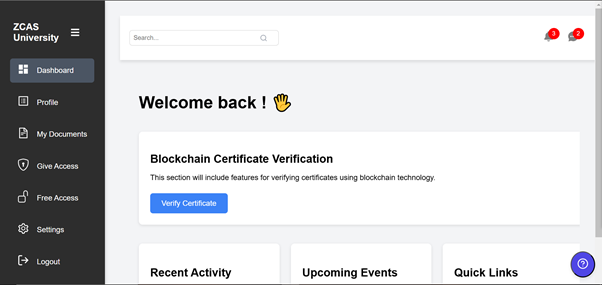 ZCAS
University
Search...
3
2
Dashboard
Profile
My Documents
Give Access
Free Access
Settings
Logout
Welcome back ! 🖐
Blockchain Certificate Verification
This section will include features for verifying certificates using blockchain technology.
Verify Certificate
Recent Activity
Upcoming Events
Quick Links